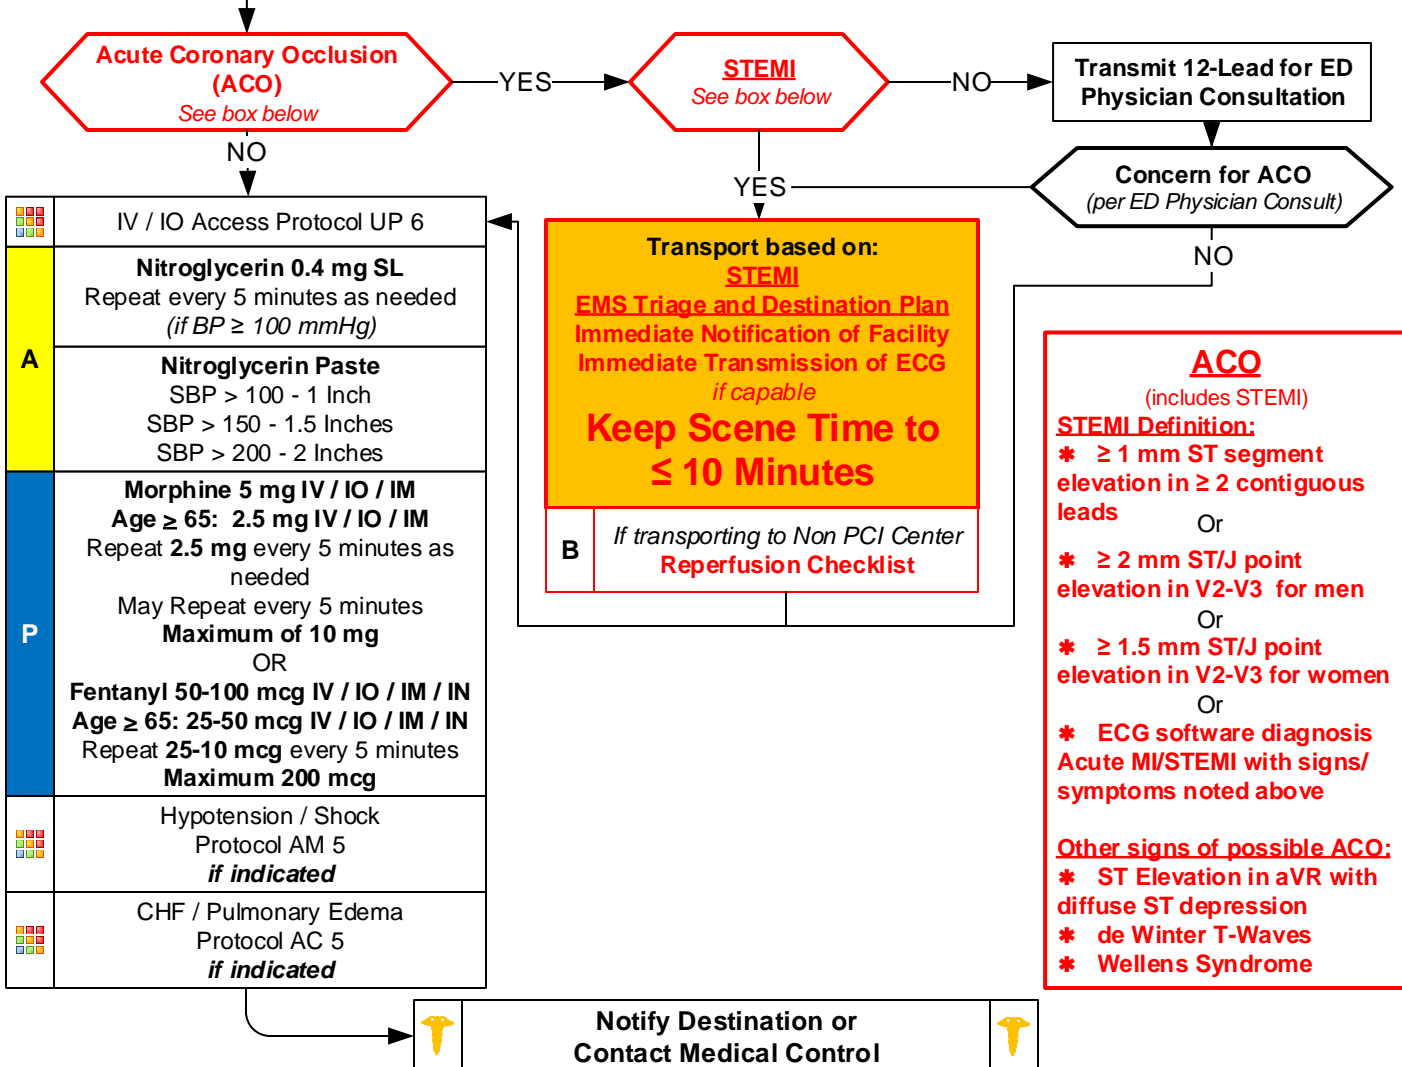 Acute Coronary Occlusion
(ACO)
See box below
YES
STEMI
See box below
NO
Transmit 12-Lead for ED
Physician Consultation
NO
YES
Concern for ACO
(per ED Physician Consult)
NO
IV / IO Access Protocol UP 6
A
Nitroglycerin 0.4 mg SL
Repeat every 5 minutes as needed
(if BP ≥ 100 mmHg)
Nitroglycerin Paste
SBP > 100 - 1 Inch
SBP > 150 - 1.5 Inches
SBP > 200 - 2 Inches
P
Morphine 5 mg IV / IO / IM
Age ≥ 65: 2.5 mg IV / IO / IM
Repeat 2.5 mg every 5 minutes as
needed
May Repeat every 5 minutes
Maximum of 10 mg
OR
Fentanyl 50-100 mcg IV / IO / IM / IN
Age ≥ 65: 25-50 mcg IV / IO / IM / IN
Repeat 25-10 mcg every 5 minutes
Maximum 200 mcg
Hypotension / Shock
Protocol AM 5
if indicated
CHF / Pulmonary Edema
Protocol AC 5
if indicated
Transport based on:
STEMI
EMS Triage and Destination Plan
Immediate Notification of Facility
Immediate Transmission of ECG
if capable
Keep Scene Time to
≤ 10 Minutes
B
If transporting to Non PCI Center
Reperfusion Checklist
ACO
(includes STEMI)
STEMI Definition:
✱ ≥ 1 mm ST segment
elevation in ≥ 2 contiguous
leads
Or
✱ ≥ 2 mm ST/J point
elevation in V2-V3 for men
Or
✱ ≥ 1.5 mm ST/J point
elevation in V2-V3 for women
Or
✱ ECG software diagnosis
Acute MI/STEMI with signs/
symptoms noted above
Other signs of possible ACO:
✱ ST Elevation in aVR with
diffuse ST depression
✱ de Winter T-Waves
✱ Wellens Syndrome
Notify Destination or
Contact Medical Control